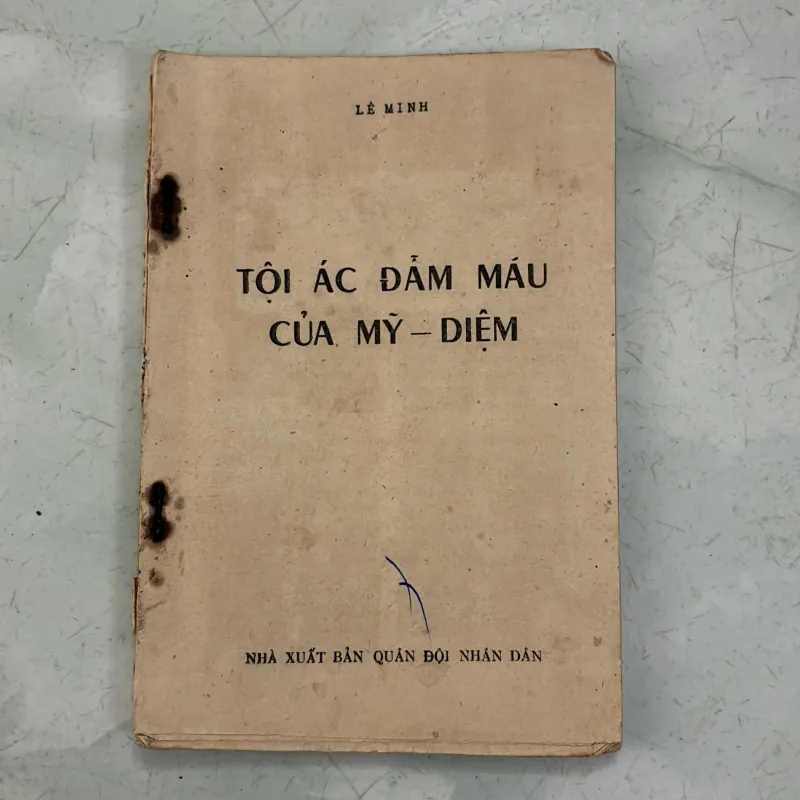 LÊ MINH
TỘI ÁC ĐẪM MÁU
CỦA MỸ – DIỆM
NHÀ XUẤT BẢN QUÂN ĐỘI NHÂN DÂN